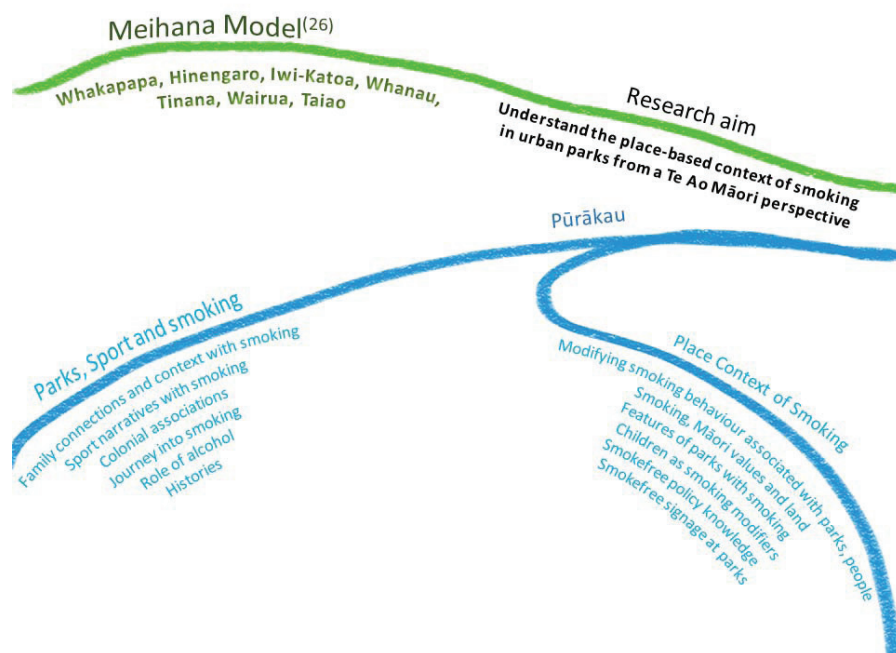 Meihana Model(26)
Whakapapa, Hinengaro, Iwi-Katoa, Whanau,
Tinana, Wairua, Taiao
Research aim
Understand the place-based context of smoking
in urban parks from a Te Ao Māori perspective
Pūrākau
Parks, Sport and smoking
Family connections and context with smoking
Sport narratives with smoking
Colonial associations
Journey into smoking
Role of alcohol
Histories
Place Context of Smoking
Modifying smoking behaviour associated with parks, people
Smoking, Māori values and land
Features of parks with smoking
Children as smoking modifiers
Smokefree policy knowledge
Smokefree signage at parks